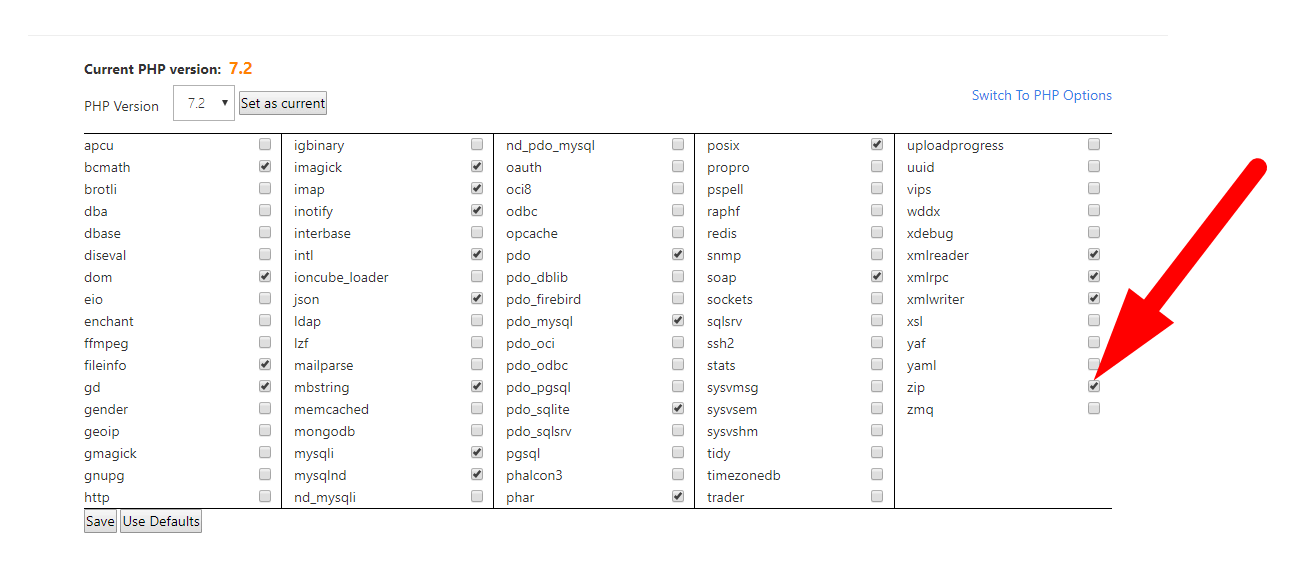 Current PHP version: 7.2
PHP Version 7.2 Set as current
Switch To PHP Options
apcu
bcmath
brotli
dba
dbase
diseval
dom
eio
enchant
ffmpeg
fileinfo
gd
gender
geoip
gmagick
gnupg
http
igbinary
imagick
imap
inotify
interbase
intl
ioncube_loader
json
ldap
lzf
mailparse
mbstring
memcached
mongodb
mysqli
mysqlnd
nd_mysqli
nd_pdo_mysql
oauth
oci8
odbc
opcache
pdo
pdo_dblib
pdo_firebird
pdo_mysql
pdo_oci
pdo_odbc
pdo_pgsql
pdo_sqlite
pdo_sqlsrv
pgsql
phalcon3
phar
posix
propro
pspell
raphf
redis
snmp
soap
sockets
sqlsrv
ssh2
stats
sysvmsg
sysvsem
sysvshm
tidy
timezonedb
trader
uploadprogress
uuid
vips
wddx
xdebug
xmlreader
xmlrpc
xmlwriter
xsl
yaf
yaml
zip
zmq
Save Use Defaults